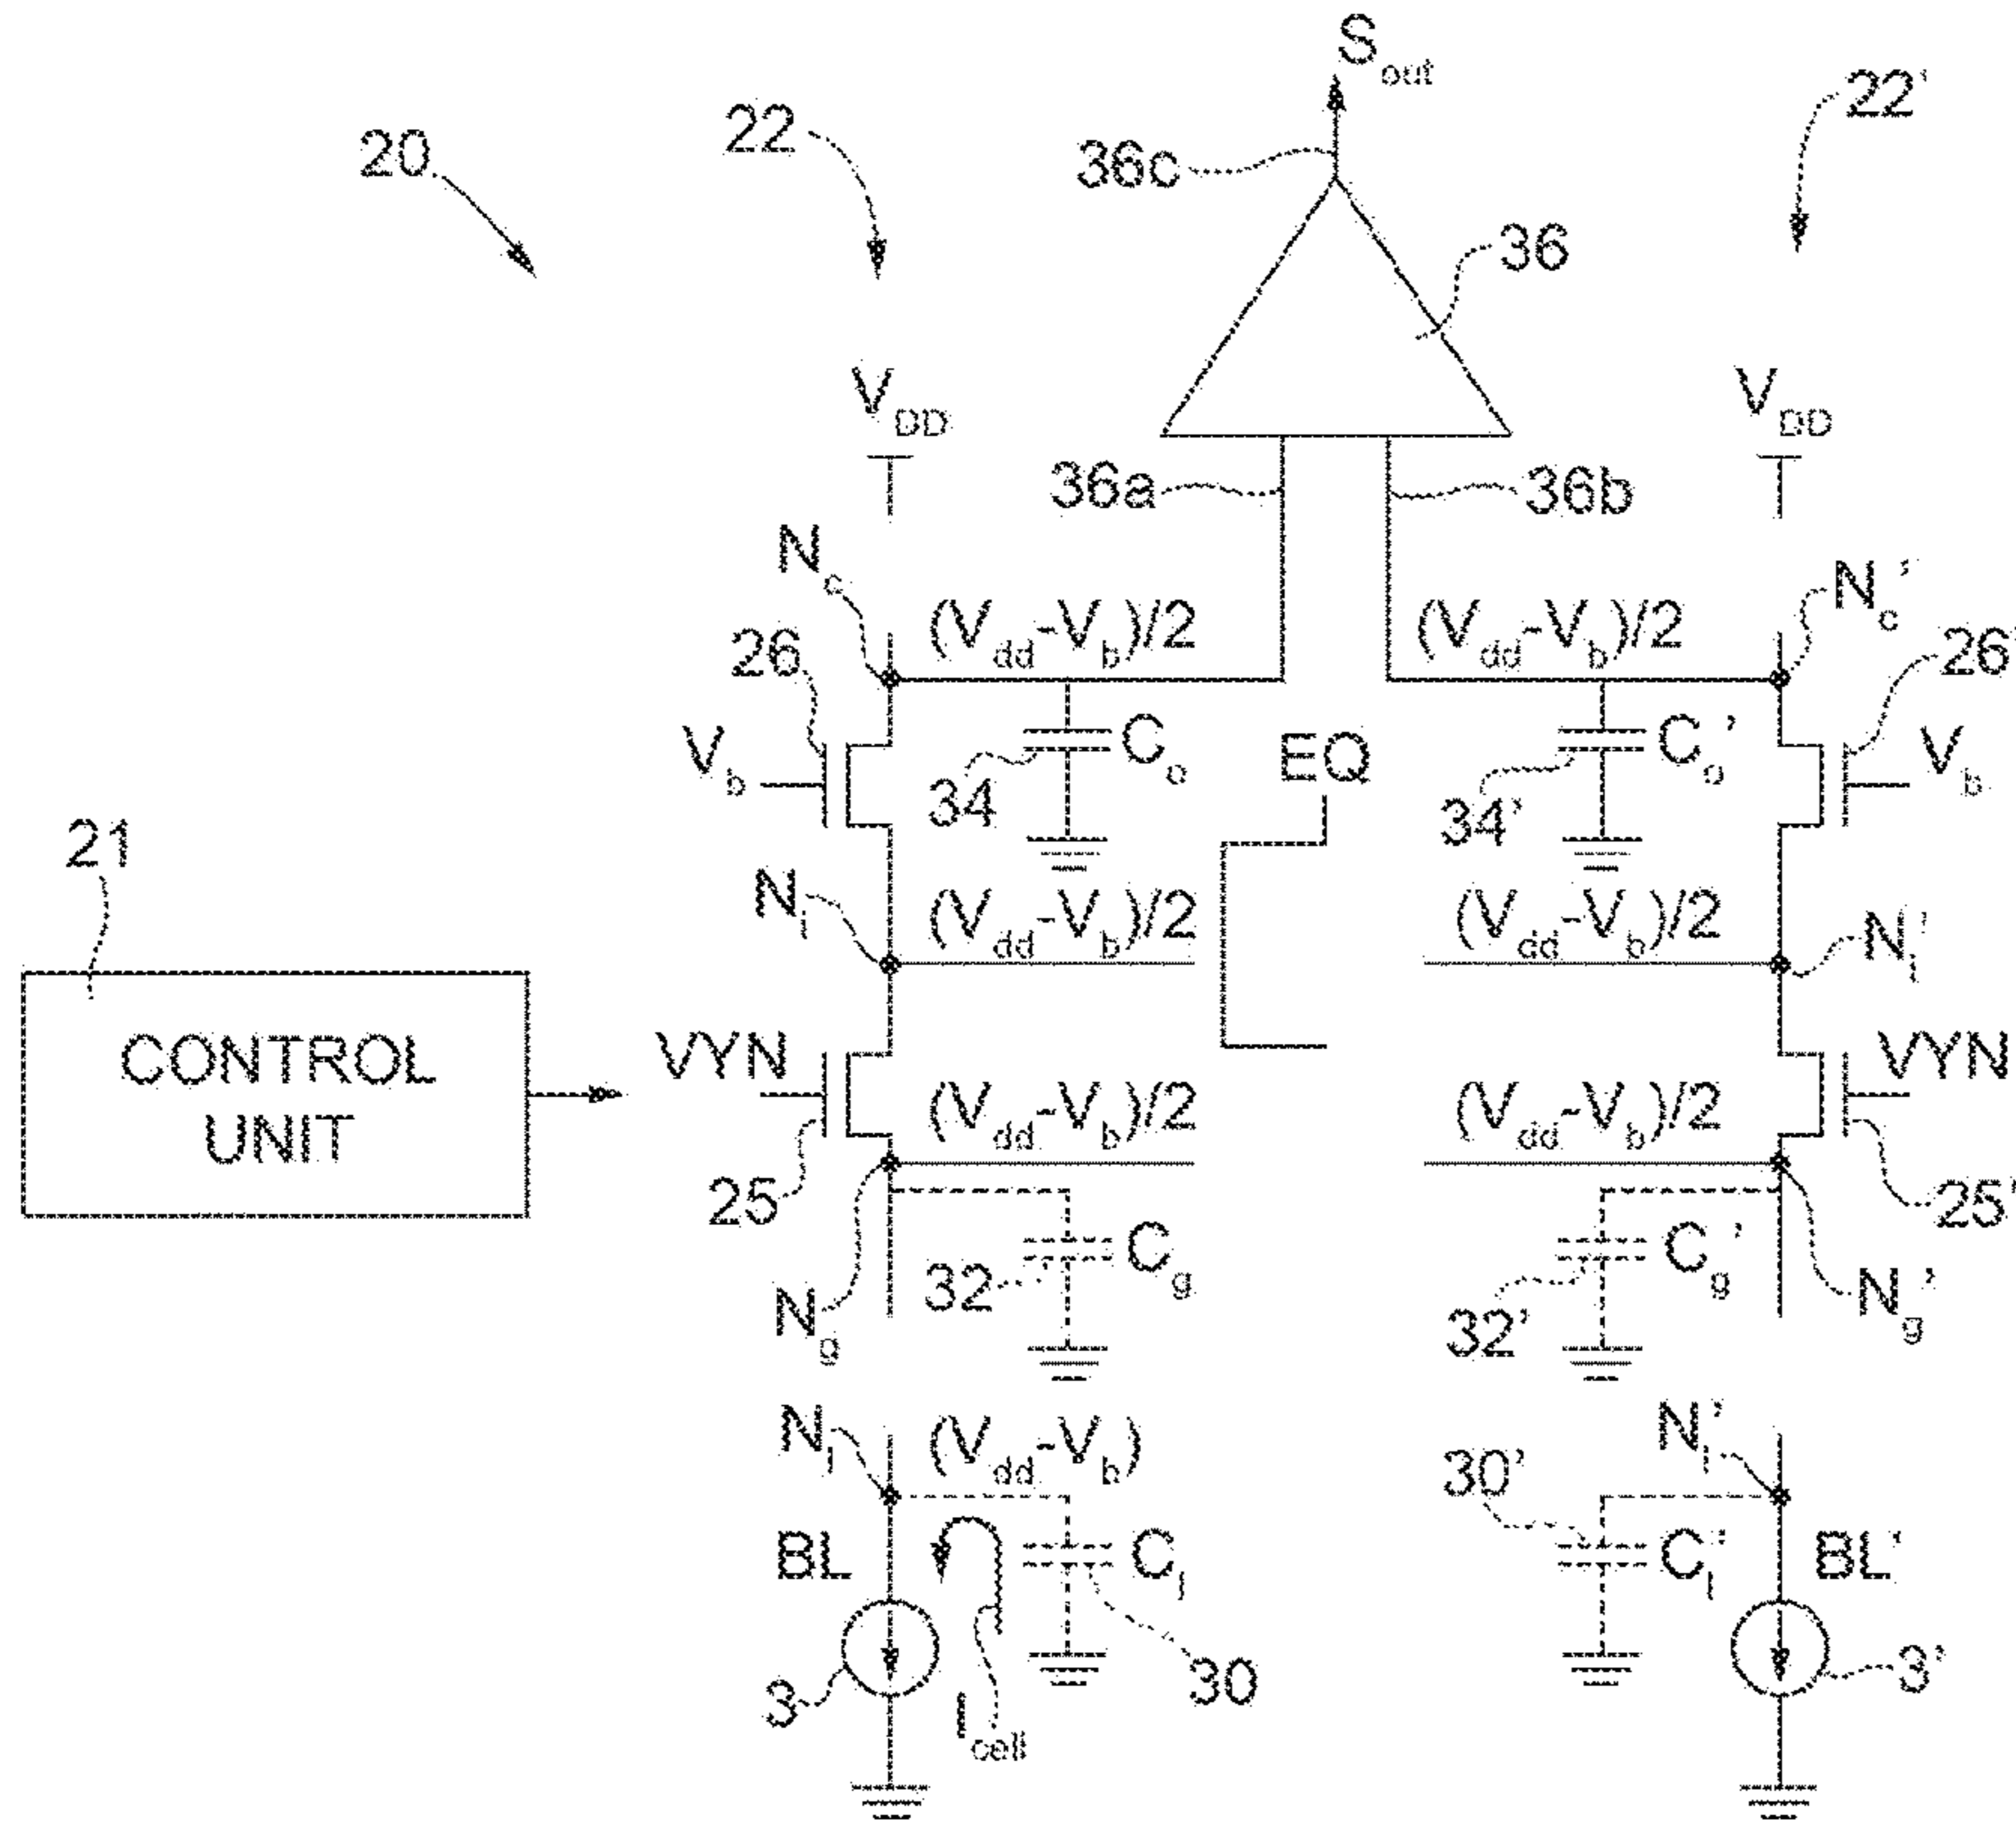 S_out
22'
22
20
36c
36
V_DD
V_DD
36a
36b
N_c
N_c'
(V_dd-V_b)/2
(V_dd-V_b)/2
26
26'
V_b
C_o
EQ
C_o'
V_b
34
34'
21
N_i
(V_dd-V_b)/2
(V_dd-V_b)/2
N_i'
CONTROL
UNIT
VYN
VYN
(V_dd-V_b)/2
(V_dd-V_b)/2
25
25'
C_g
C_g'
32
32'
N_g
N_g'
N_l
(V_dd-V_b)
N_l'
30'
BL
C_l
C_l'
BL'
3
I_cell
30
3'